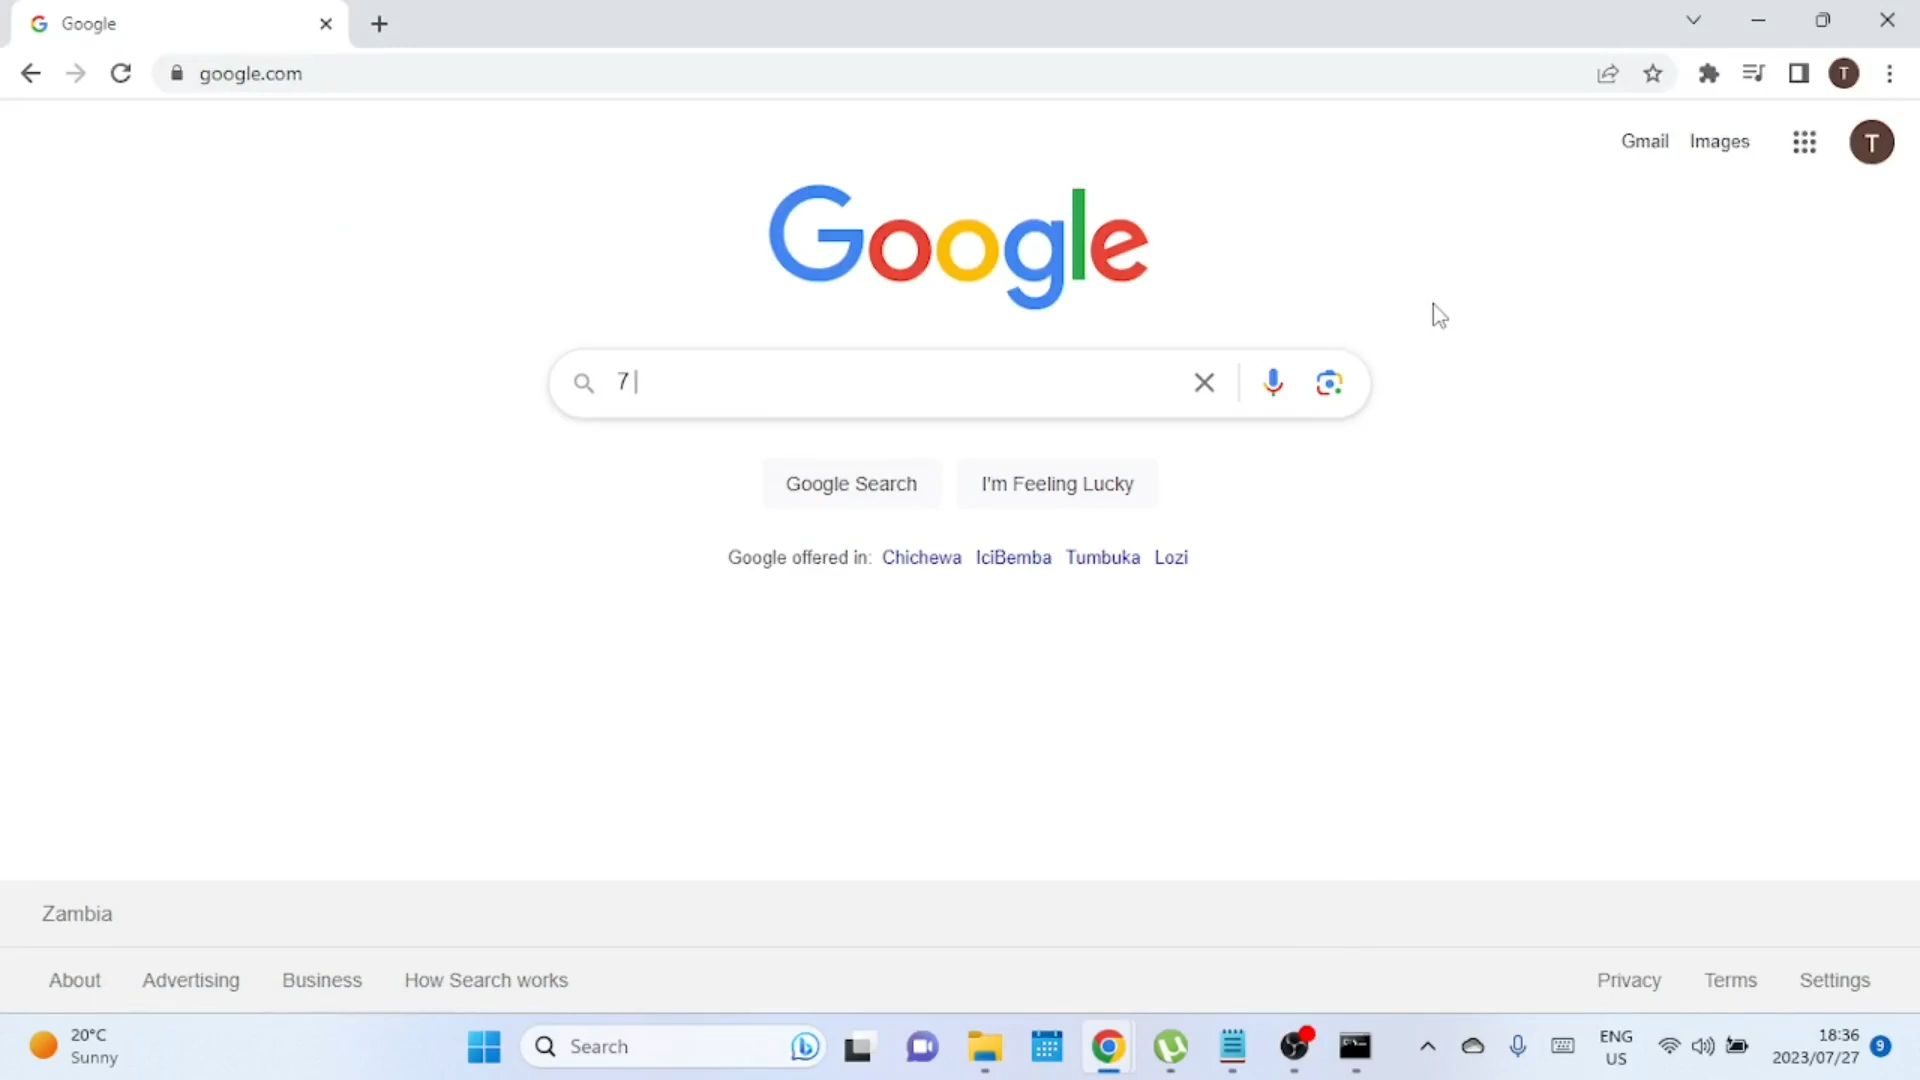 Google
google.com
T
Gmail Images
T
Google
7
Google Search I'm Feeling Lucky
Google offered in: Chichewa IciBemba Tumbuka Lozi
Zambia
About Advertising Business How Search works Privacy Terms Settings
20°C
Sunny
Search
ENG
US
18:36
2023/07/27
9